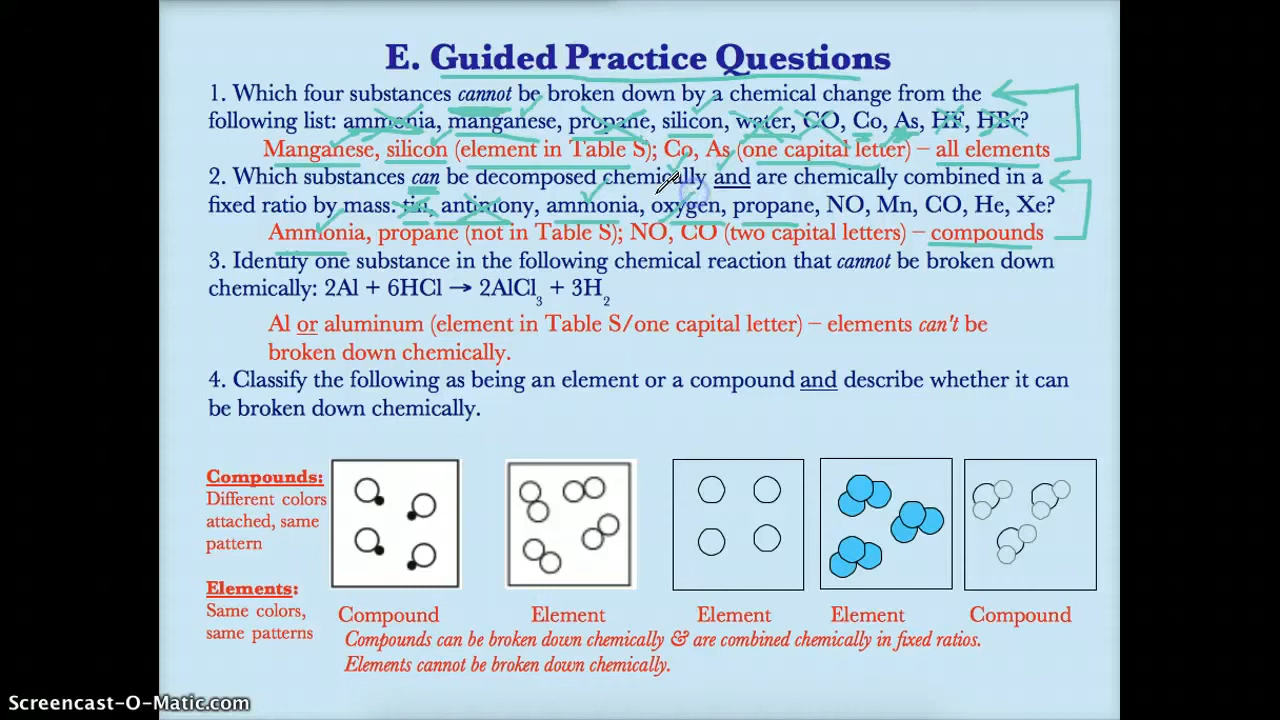 E. Guided Practice Questions
1. Which four substances cannot be broken down by a chemical change from the
following list: ammonia, manganese, propane, silicon, water, CO, Co, As, HF, HBr?
Manganese, silicon (element in Table S); Co, As (one capital letter) – all elements
2. Which substances can be decomposed chemically and are chemically combined in a
fixed ratio by mass: tin, antimony, ammonia, oxygen, propane, NO, Mn, CO, He, Xe?
Ammonia, propane (not in Table S); NO, CO (two capital letters) – compounds
3. Identify one substance in the following chemical reaction that cannot be broken down
chemically: 2Al + 6HCl → 2AlCl3 + 3H2
Al or aluminum (element in Table S/one capital letter) – elements can't be
broken down chemically.
4. Classify the following as being an element or a compound and describe whether it can
be broken down chemically.
Compounds:
Different colors
attached, same
pattern
Elements:
Same colors,
same patterns
Compound Element Element Element Compound
Compounds can be broken down chemically & are combined chemically in fixed ratios.
Elements cannot be broken down chemically.
Screencast-O-Matic.com